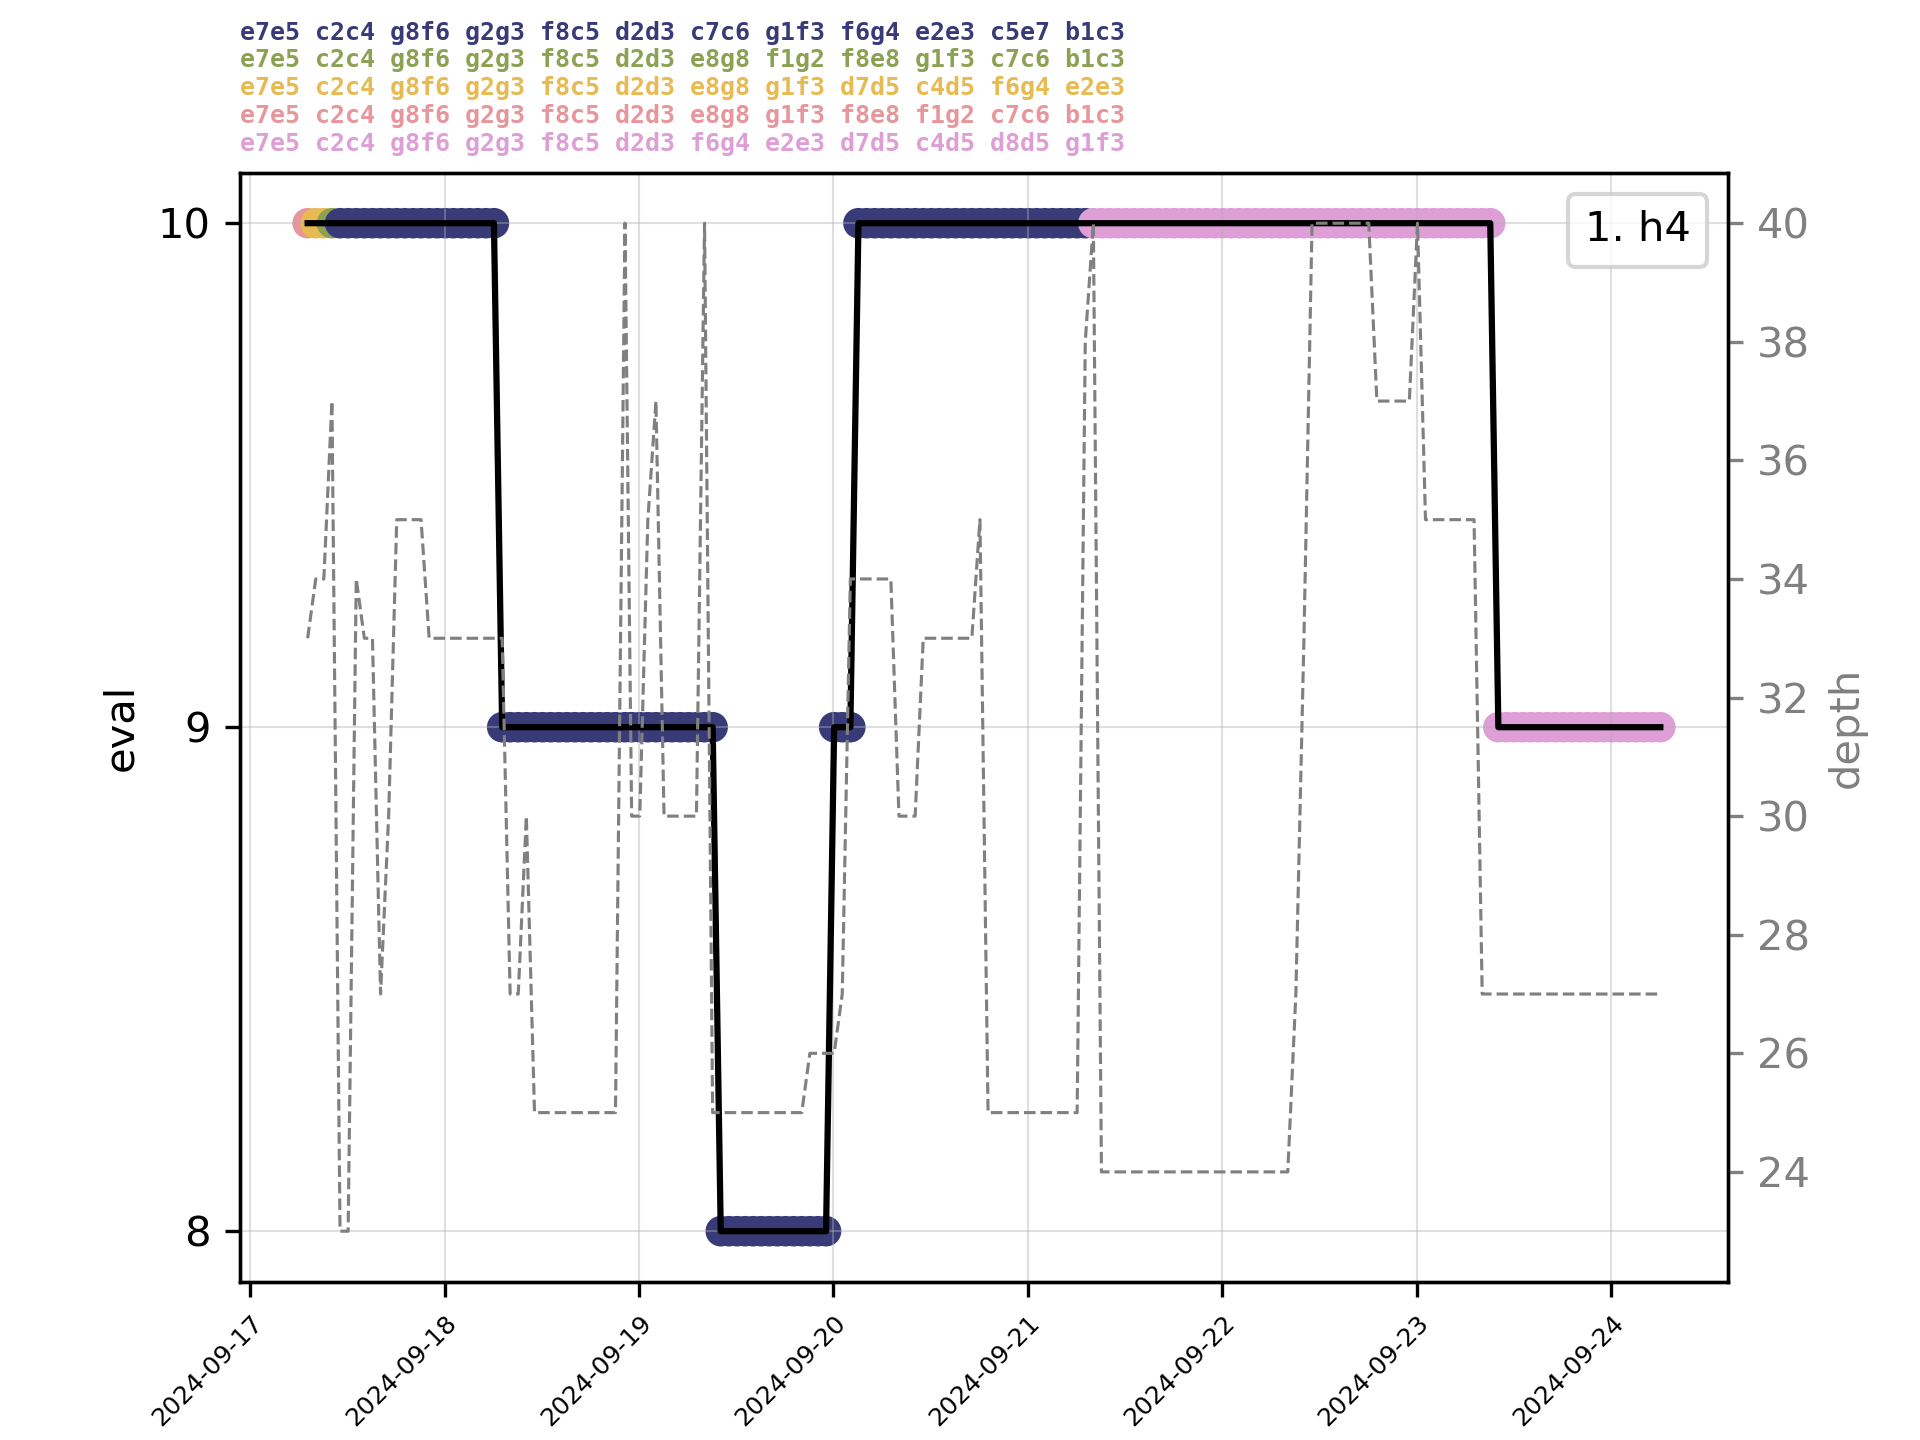 e7e5 c2c4 g8f6 g2g3 f8c5 d2d3 c7c6 g1f3 f6g4 e2e3 c5e7 b1c3
e7e5 c2c4 g8f6 g2g3 f8c5 d2d3 e8g8 f1g2 f8e8 g1f3 c7c6 b1c3
e7e5 c2c4 g8f6 g2g3 f8c5 d2d3 e8g8 g1f3 d7d5 c4d5 f6g4 e2e3
e7e5 c2c4 g8f6 g2g3 f8c5 d2d3 e8g8 g1f3 f8e8 f1g2 c7c6 b1c3
e7e5 c2c4 g8f6 g2g3 f8c5 d2d3 f6g4 e2e3 d7d5 c4d5 d8d5 g1f3
1. h4
10
9
8
eval
40
38
36
34
32
30
28
26
24
depth
2024-09-17
2024-09-18
2024-09-19
2024-09-20
2024-09-21
2024-09-22
2024-09-23
2024-09-24